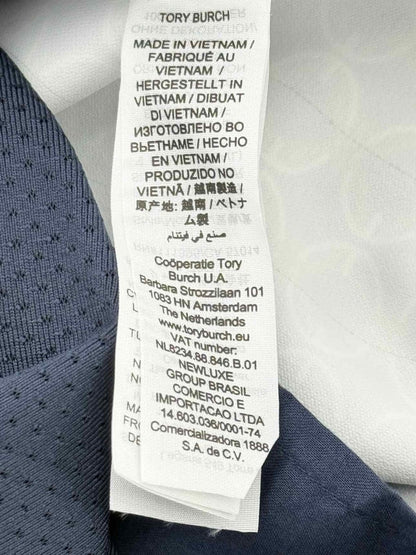 TORY BURCH
MADE IN VIETNAM /
FABRIQUÉ AU
VIETNAM /
HERGESTELLT IN
VIETNAM / DIBUAT
DI VIETNAM /
ИЗГОТОВЛЕНО ВО
ВЬЕТНАМЕ / HECHO
EN VIETNAM /
PRODUZIDO NO
VIETNÃ / 越南製造 /
原产地: 越南 / ベトナ
ム製
صنع في فيتنام
Coöperatie Tory
Burch U.A.
Barbara Strozzilaan 101
1083 HN Amsterdam
The Netherlands
www.toryburch.eu
VAT number:
NL8234.88.846.B.01
NEWLUXE
GROUP BRASIL
COMERCIO E
IMPORTACAO LTDA
14.603.036/0001-74
Comercializadora 1888
S.A. de C.V.